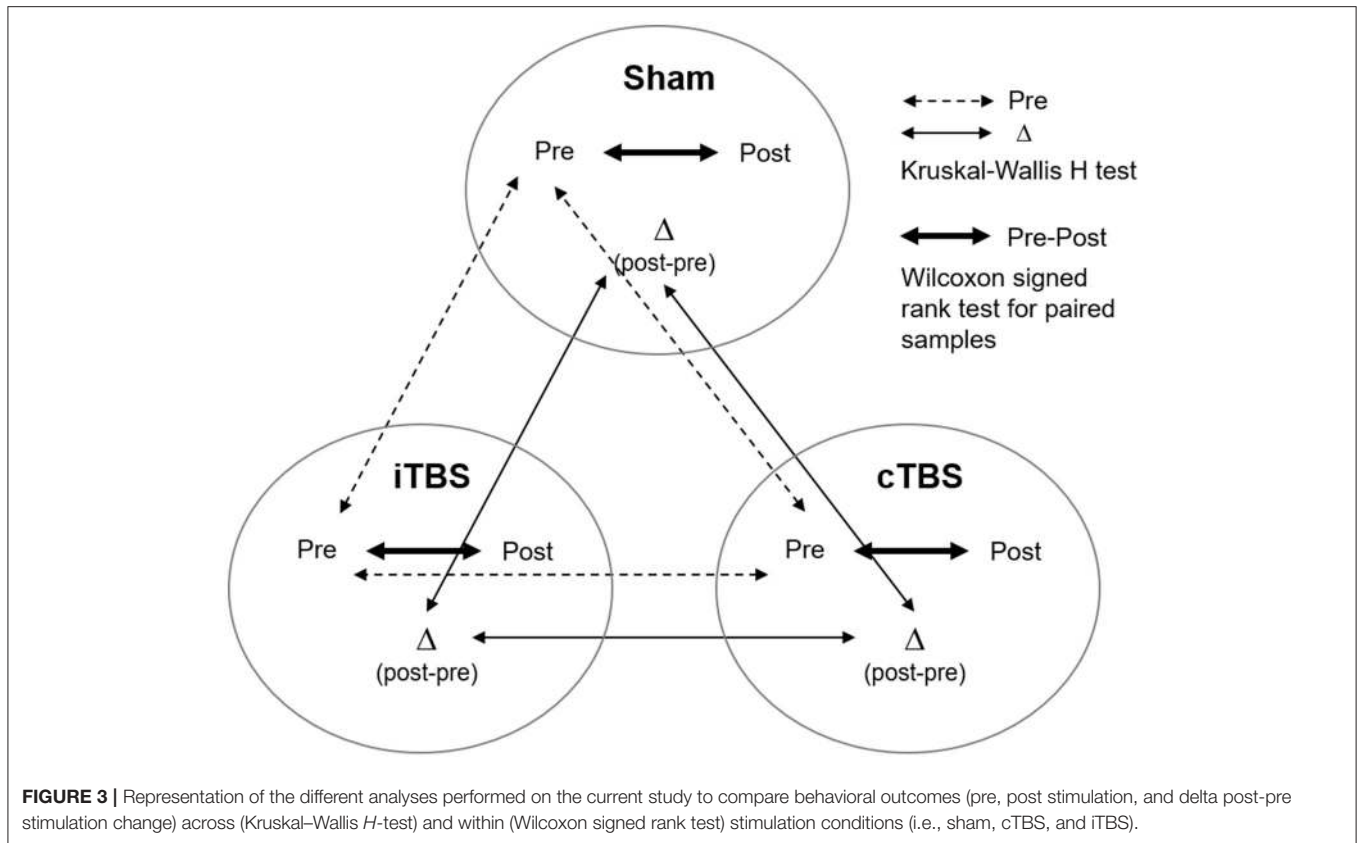 Sham
Pre
Post
Δ
(post-pre)
Pre
Δ
Kruskal-Wallis H test
Pre-Post
Wilcoxon signed
rank test for paired
samples
iTBS
Pre
Post
Δ
(post-pre)
cTBS
Pre
Post
Δ
(post-pre)
FIGURE 3 | Representation of the different analyses performed on the current study to compare behavioral outcomes (pre, post stimulation, and delta post-pre
stimulation change) across (Kruskal–Wallis H-test) and within (Wilcoxon signed rank test) stimulation conditions (i.e., sham, cTBS, and iTBS).